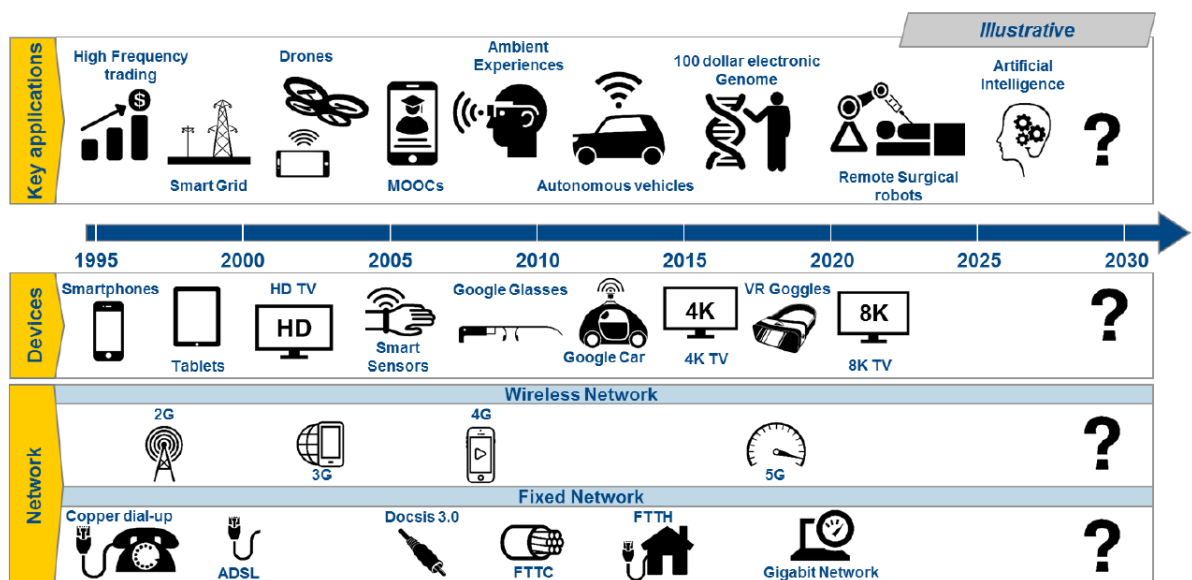 Illustrative
Key applications
High Frequency
trading
$
Smart Grid
Drones
MOOCs
Ambient
Experiences
Autonomous vehicles
100 dollar electronic
Genome
Remote Surgical
robots
Artificial
Intelligence
?
1995
2000
2005
2010
2015
2020
2025
2030
Devices
Smartphones
Tablets
HD TV
HD
Smart
Sensors
Google Glasses
Google Car
4K
4K TV
VR Goggles
8K
8K TV
?
Network
Wireless Network
2G
3G
4G
5G
?
Fixed Network
Copper dial-up
ADSL
Docsis 3.0
FTTC
FTTH
Gigabit Network
?